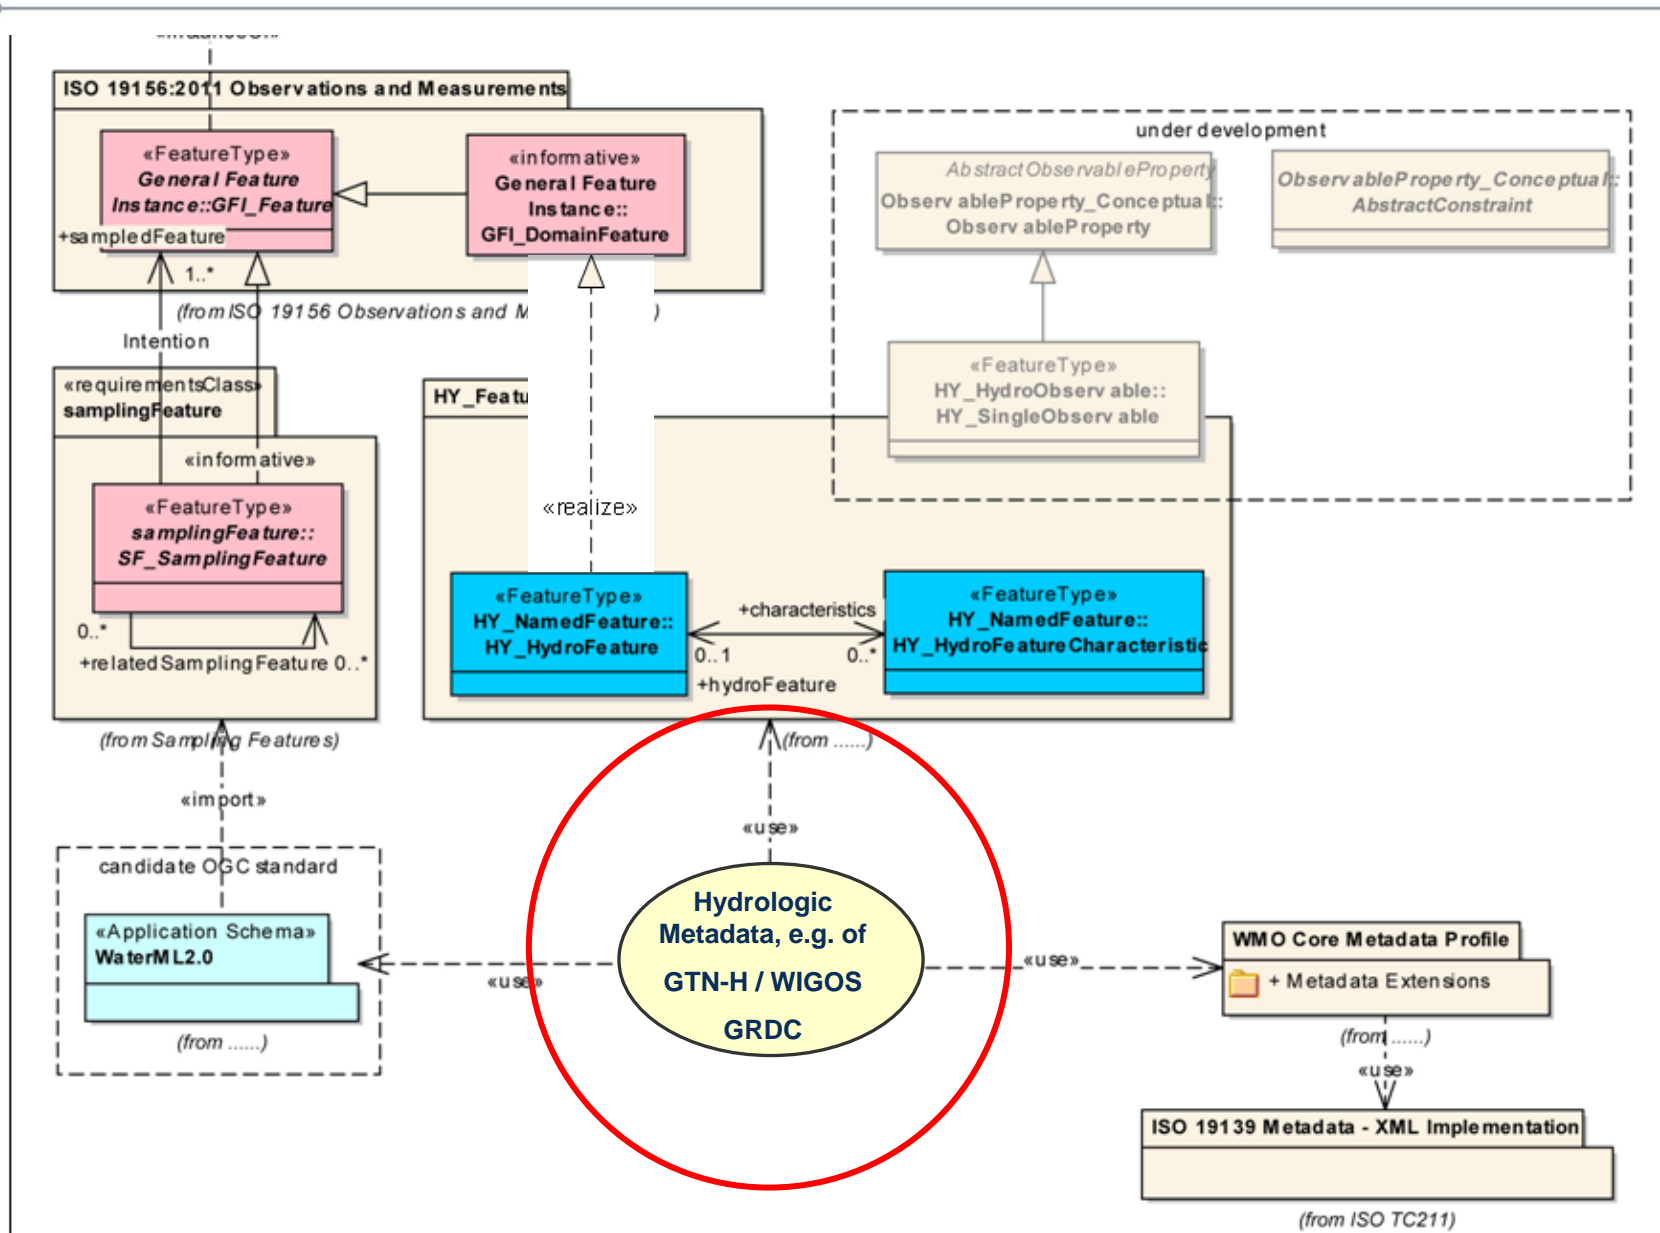 ISO 19156:2011 Observations and Measurements
«FeatureType»
General Feature
Instance::GFI_Feature
+sampledFeature
1..*
«informative»
General Feature
Instance::
GFI_DomainFeature
(from ISO 19156 Observations and M
)
under development
AbstractObservableProperty
ObservableProperty_Conceptual::
ObservableProperty
ObservableProperty_Conceptual::
AbstractConstraint
«FeatureType»
HY_HydroObservable::
HY_SingleObservable
Intention
«requirementsClass»
samplingFeature
«informative»
«FeatureType»
samplingFeature::
SF_SamplingFeature
0..*
+relatedSamplingFeature 0..*
(from Sampling Features)
HY_Featu
«realize»
«FeatureType»
HY_NamedFeature::
HY_HydroFeature
+characteristics
0..1
0..*
+hydroFeature
«FeatureType»
HY_NamedFeature::
HY_HydroFeatureCharacteristic
(from ......)
«import»
«use»
candidate OGC standard
«Application Schema»
WaterML2.0
(from ......)
«use»
Hydrologic
Metadata, e.g. of
GTN-H / WIGOS
GRDC
«use»
WMO Core Metadata Profile
+ Metadata Extensions
(from ......)
«use»
ISO 19139 Metadata - XML Implementation
(from ISO TC211)